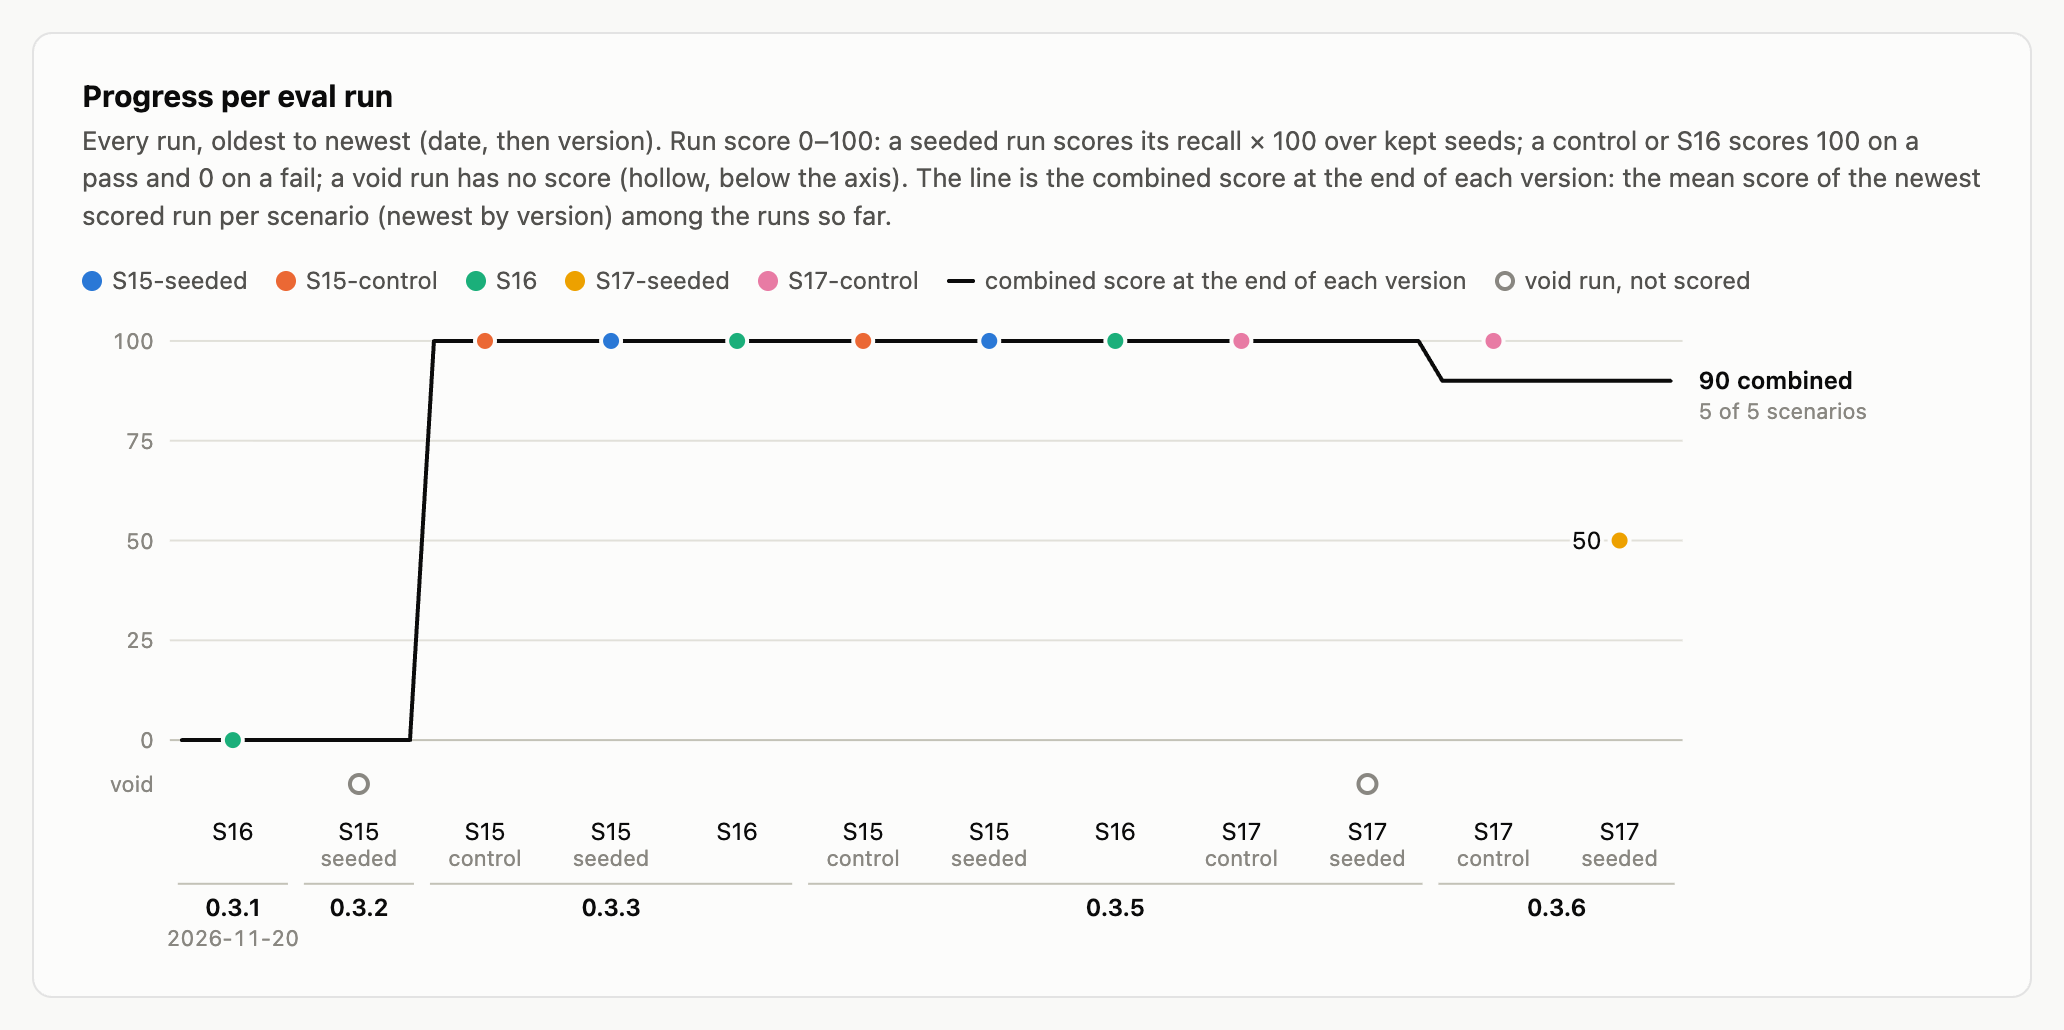 Progress per eval run
Every run, oldest to newest (date, then version). Run score 0–100: a seeded run scores its recall × 100 over kept seeds; a control or S16 scores 100 on a
pass and 0 on a fail; a void run has no score (hollow, below the axis). The line is the combined score at the end of each version: the mean score of the newest
scored run per scenario (newest by version) among the runs so far.
S15-seeded S15-control S16 S17-seeded S17-control combined score at the end of each version void run, not scored
100
90 combined
5 of 5 scenarios
75
50
50
25
0
void
S16 S15 S15 S15 S16 S15 S15 S16 S17 S17 S17 S17
seeded control seeded control seeded control seeded control seeded
0.3.1 0.3.2 0.3.3 0.3.5 0.3.6
2026-11-20